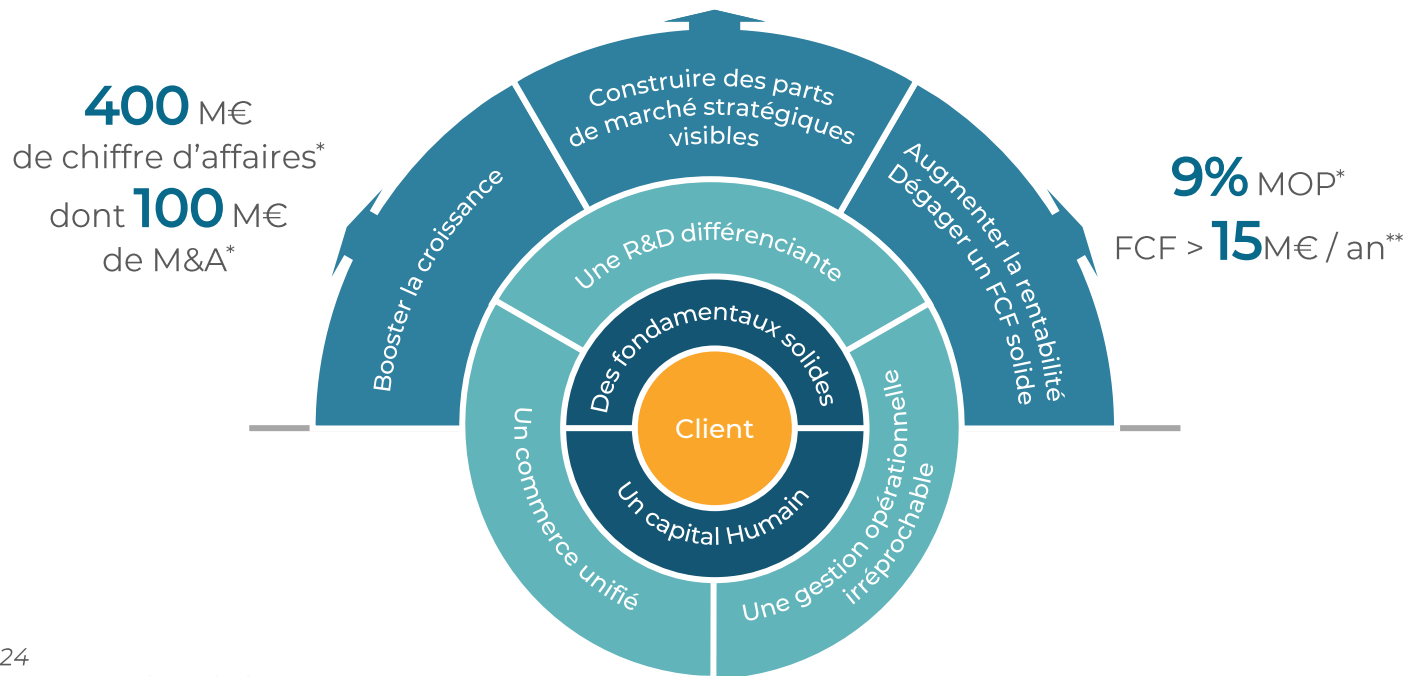 400 M€
de chiffre d'affaires*
dont 100 M€
de M&A*
Booster la croissance
Construire des parts
de marché stratégiques
visibles
Augmenter la rentabilité
Dégager un FCF solide
9% MOP*
FCF > 15M€ / an**
Une R&D différenciante
Des fondamentaux solides
Client
Un capital Humain
Un commerce unifié
Une gestion opérationnelle
irréprochable
24